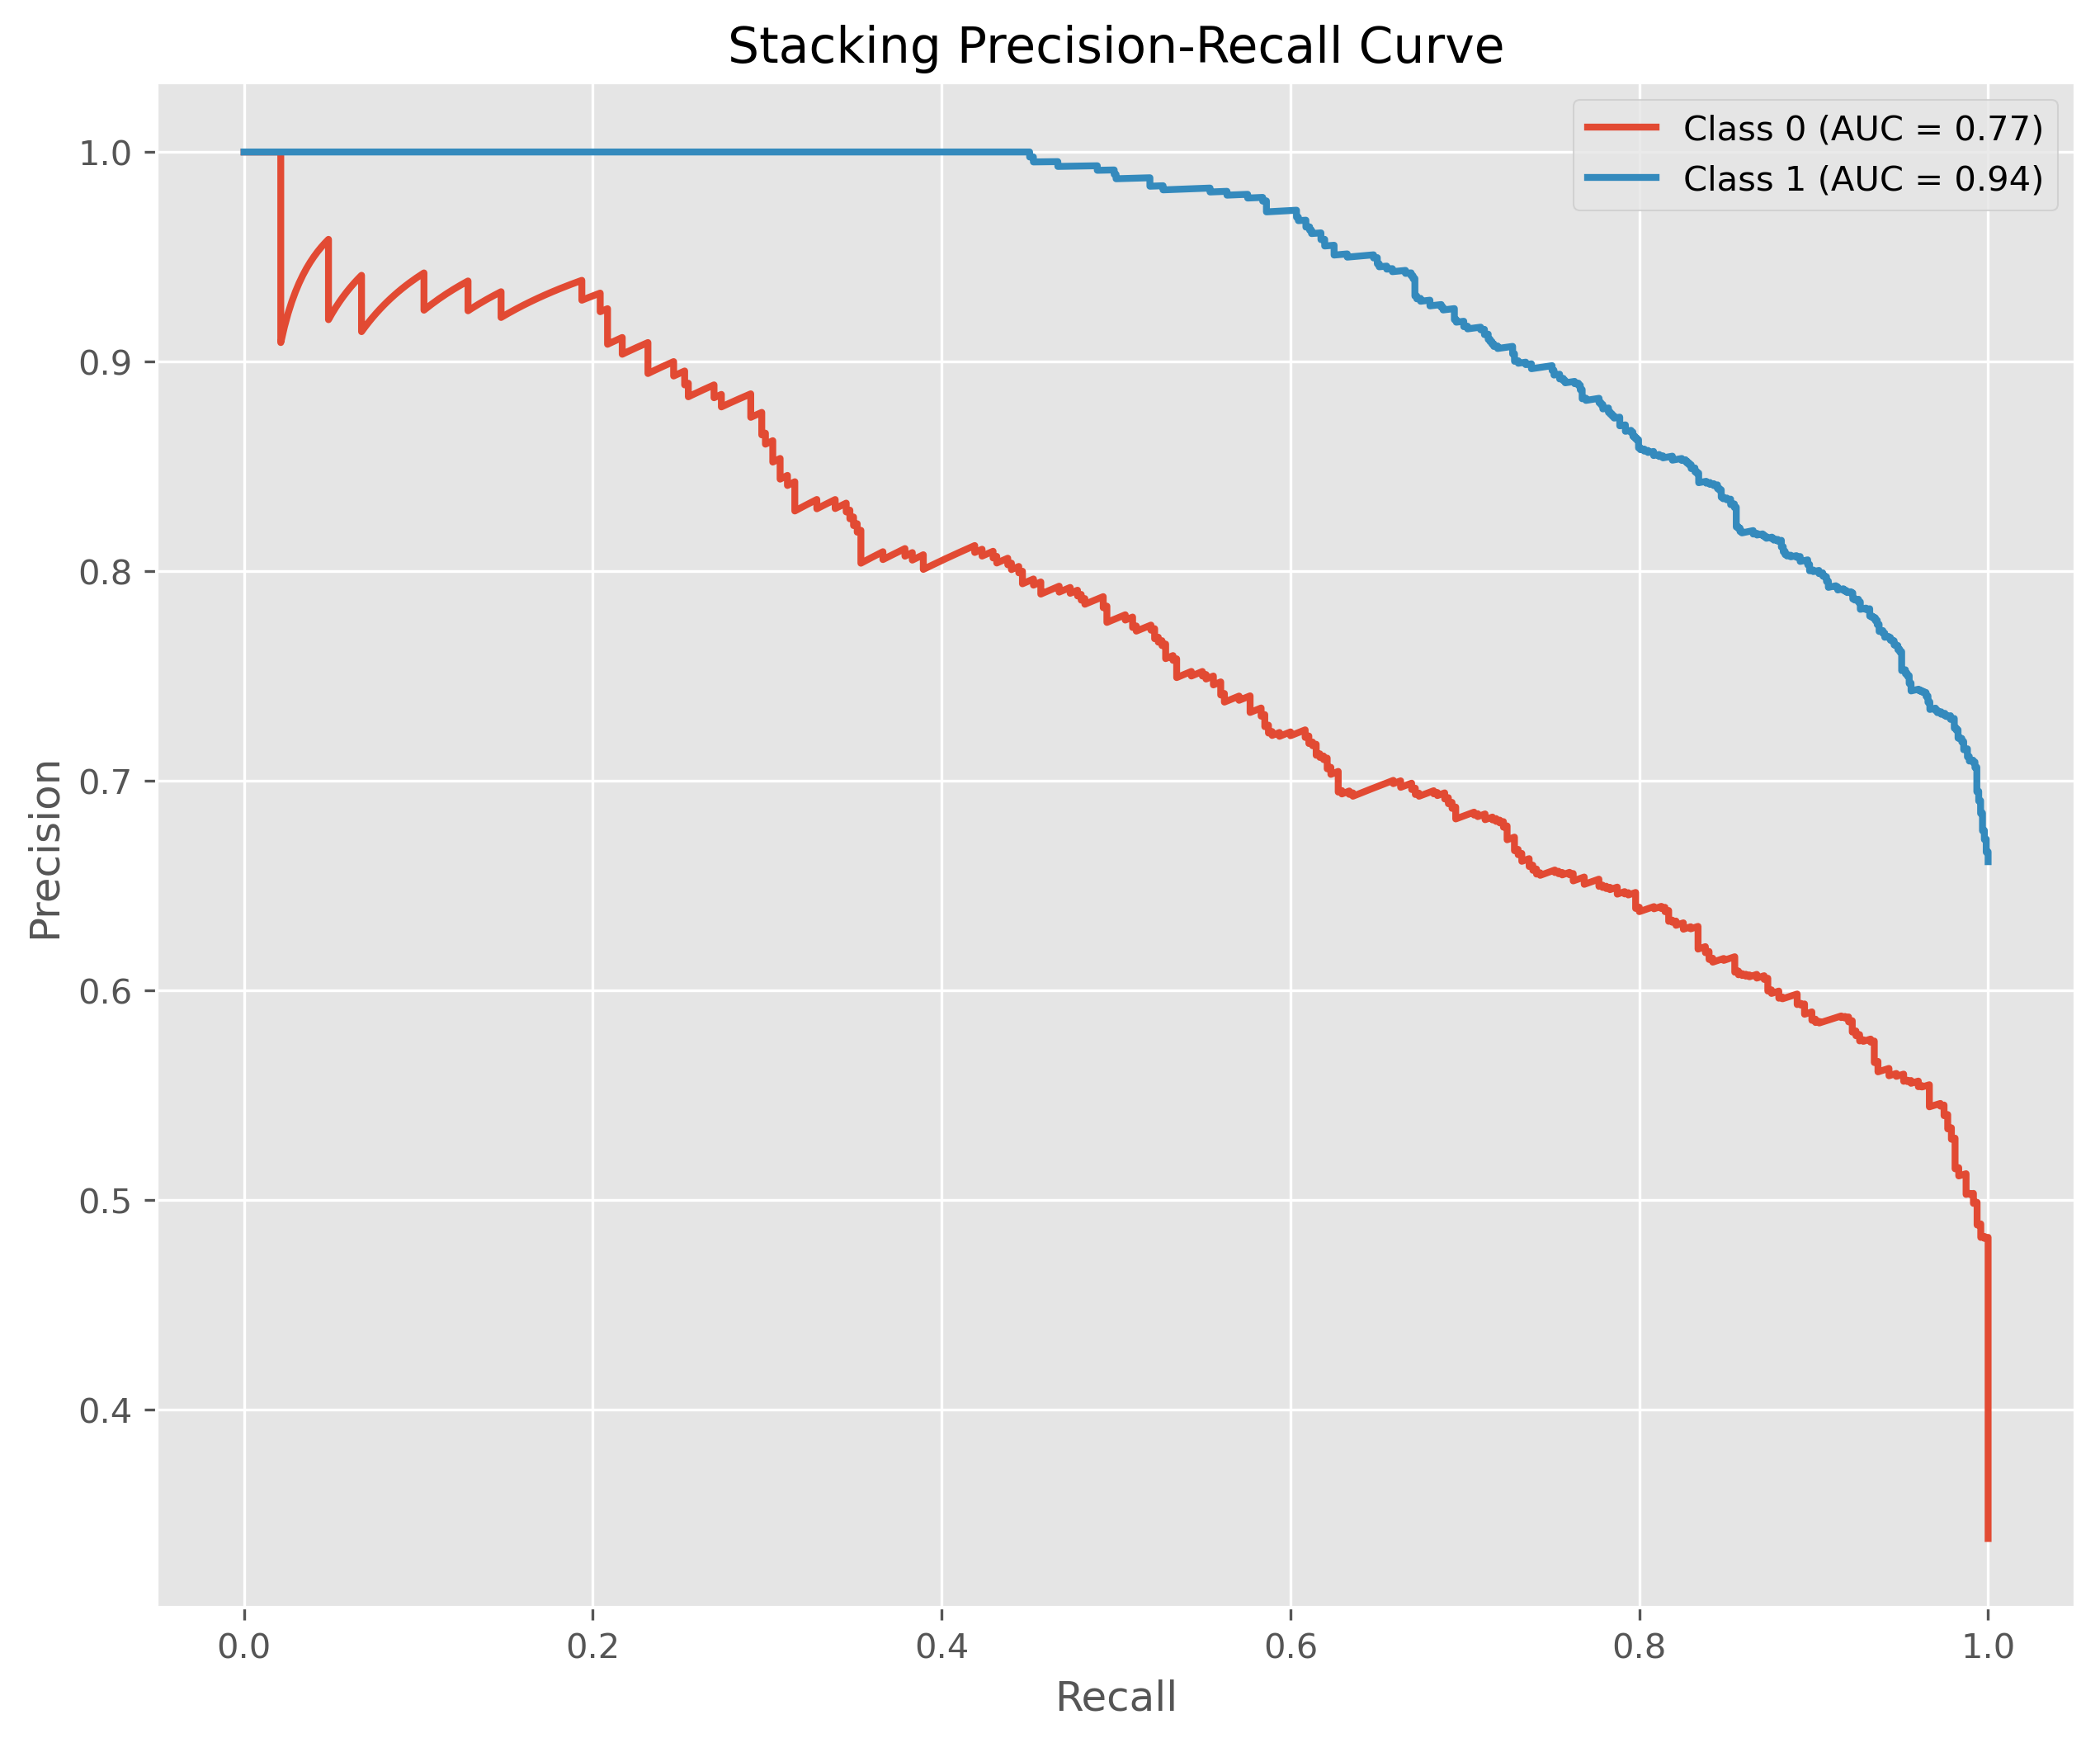 Stacking Precision-Recall Curve
Class 0 (AUC = 0.77)
Class 1 (AUC = 0.94)
1.0
0.9
0.8
0.7
0.6
0.5
0.4
Precision
0.0 0.2 0.4 0.6 0.8 1.0
Recall